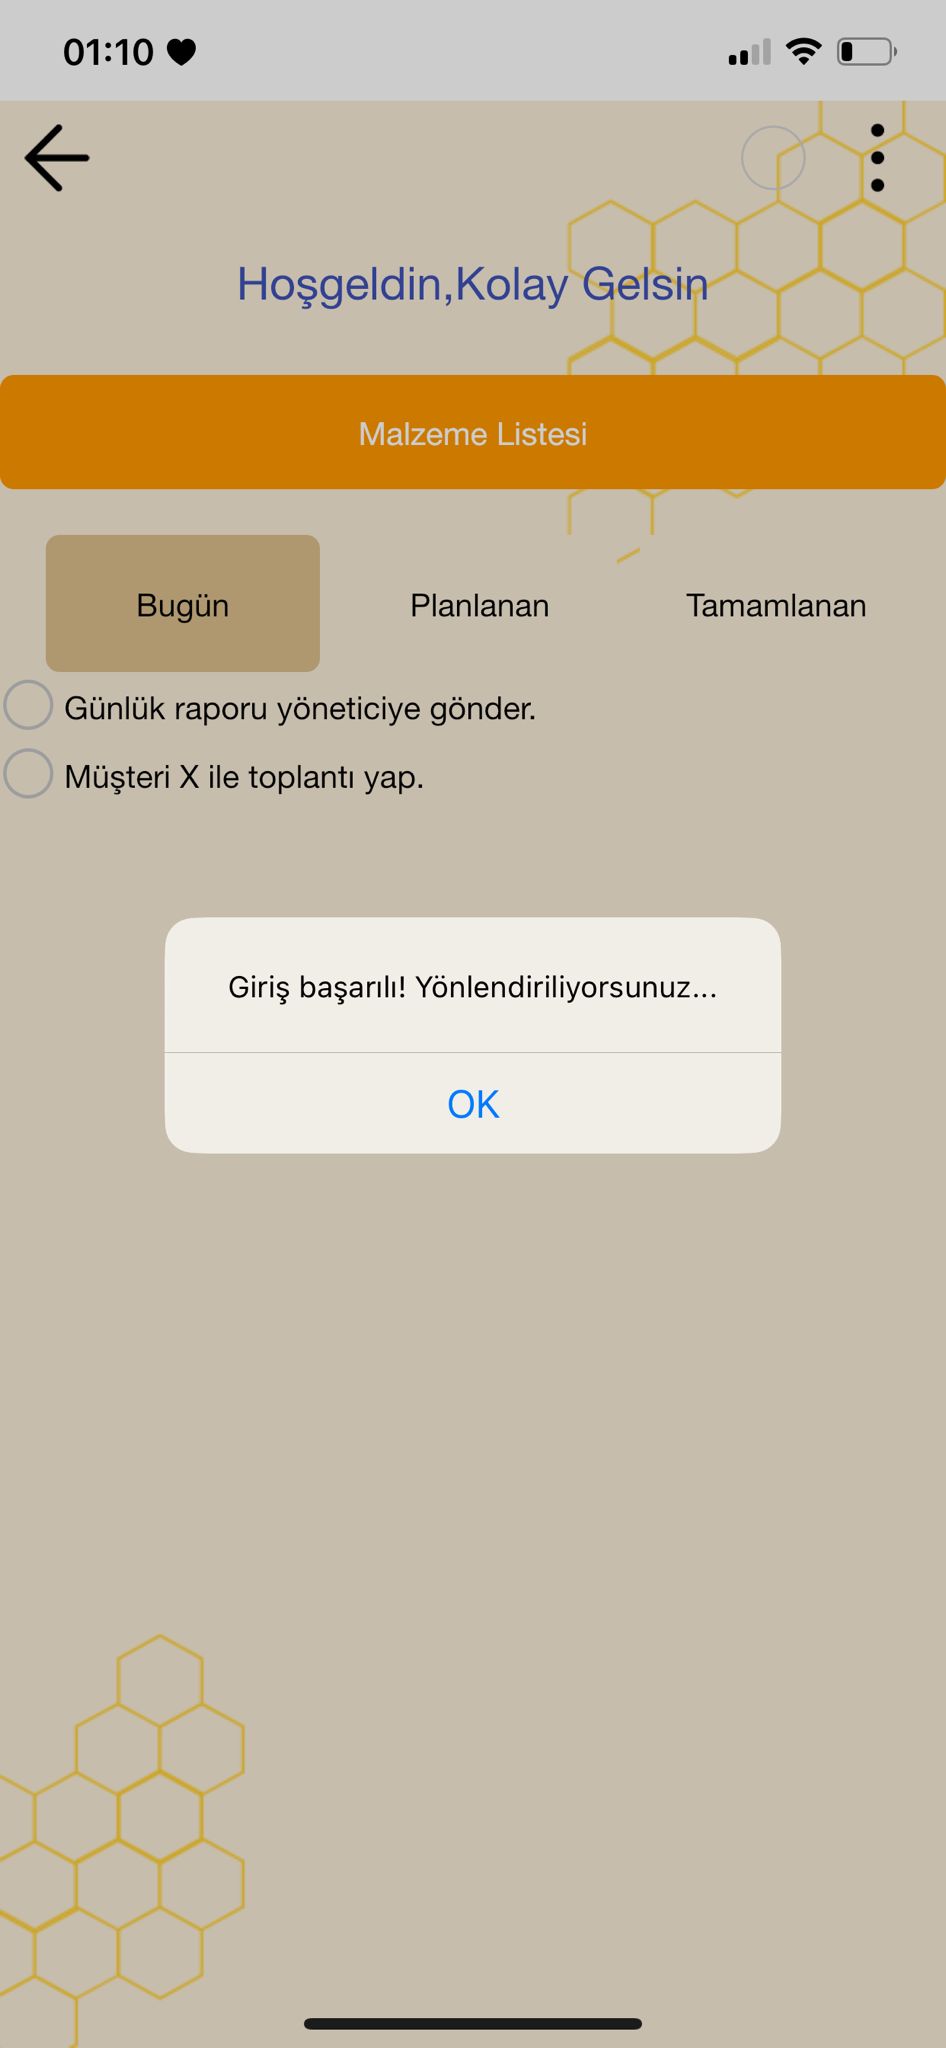 01:10
Hoşgeldin,Kolay Gelsin
Malzeme Listesi
Bugün
Planlanan
Tamamlanan
Günlük raporu yöneticiye gönder.
Müşteri X ile toplantı yap.
Giriş başarılı! Yönlendiriliyorsunuz...
OK